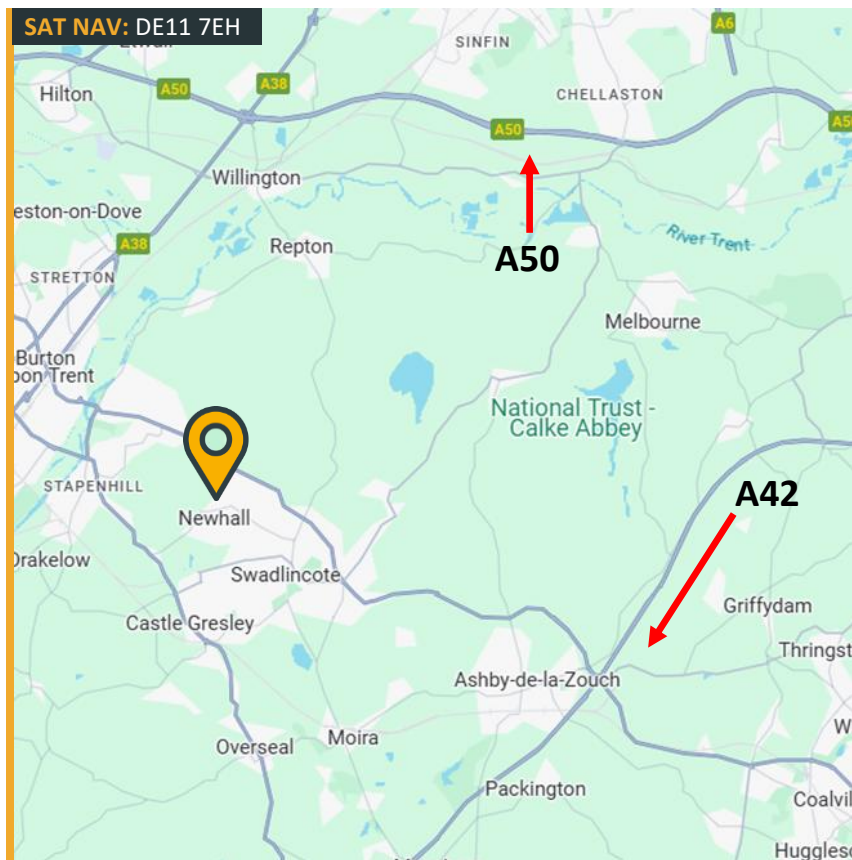 SAT NAV: DE11 7EH
A6
SINFIN
Hilton
A50
A38
CHELLASTON
A50
A5
Willington
eston-on-Dove
A38
Repton
River Trent
A50
STRETTON
Melbourne
Burton
pon Trent
National Trust -
Calke Abbey
STAPENHILL
A42
Newhall
Drakelow
Swadlincote
Griffydam
Castle Gresley
Thringst
Ashby-de-la-Zouch
Overseal
Moira
W
Packington
Coalvil
Hugglesc